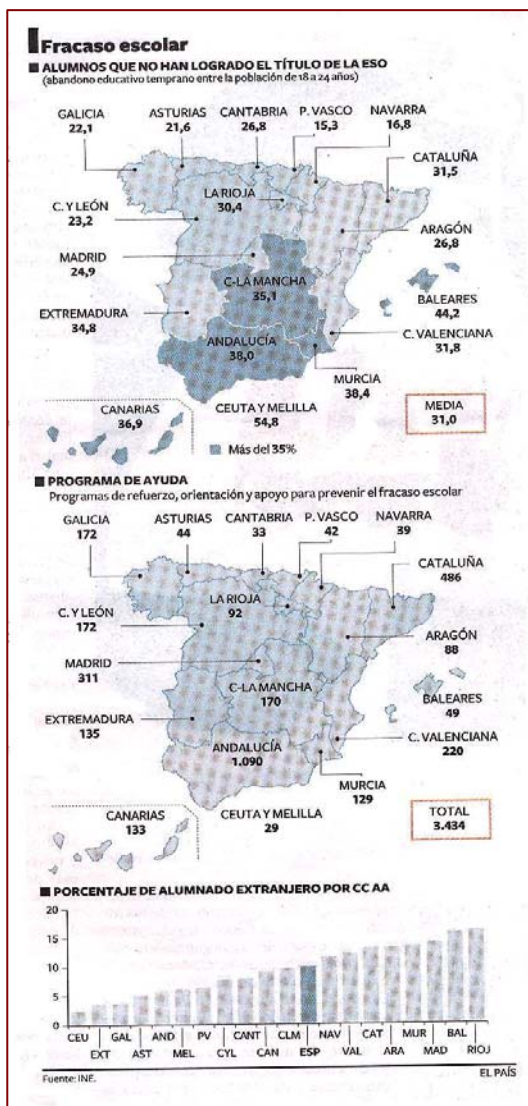 Fracaso escolar
ALUMNOS QUE NO HAN LOGRADO EL TÍTULO DE LA ESO
(abandono educativo temprano entre la población de 18 a 24 años)
GALICIA
22,1
ASTURIAS
21,6
CANTABRIA
26,8
P. VASCO
15,3
NAVARRA
16,8
CATALUÑA
31,5
LA RIOJA
30,4
C. Y LEÓN
23,2
ARAGÓN
26,8
MADRID
24,9
C-LA MANCHA
35,1
BALEARES
44,2
EXTREMADURA
34,8
ANDALUCÍA
38,0
C. VALENCIANA
31,8
MURCIA
38,4
CANARIAS
36,9
CEUTA Y MELILLA
54,8
MEDIA
31,0
Más del 35%
PROGRAMA DE AYUDA
Programas de refuerzo, orientación y apoyo para prevenir el fracaso escolar
GALICIA
172
ASTURIAS
44
CANTABRIA
33
P. VASCO
42
NAVARRA
39
CATALUÑA
486
LA RIOJA
92
C. Y LEÓN
172
ARAGÓN
88
MADRID
311
C-LA MANCHA
170
BALEARES
49
EXTREMADURA
135
ANDALUCÍA
1.090
C. VALENCIANA
220
MURCIA
129
CANARIAS
133
CEUTA Y MELILLA
29
TOTAL
3.434
PORCENTAJE DE ALUMNADO EXTRANJERO POR CC AA
20
15
10
5
0
CEU GAL AND PV CANT CLM NAV CAT MUR BAL
EXT AST MEL CYL CAN ESP VAL ARA MAD RIOJ
Fuente: INE.
EL PAÍS